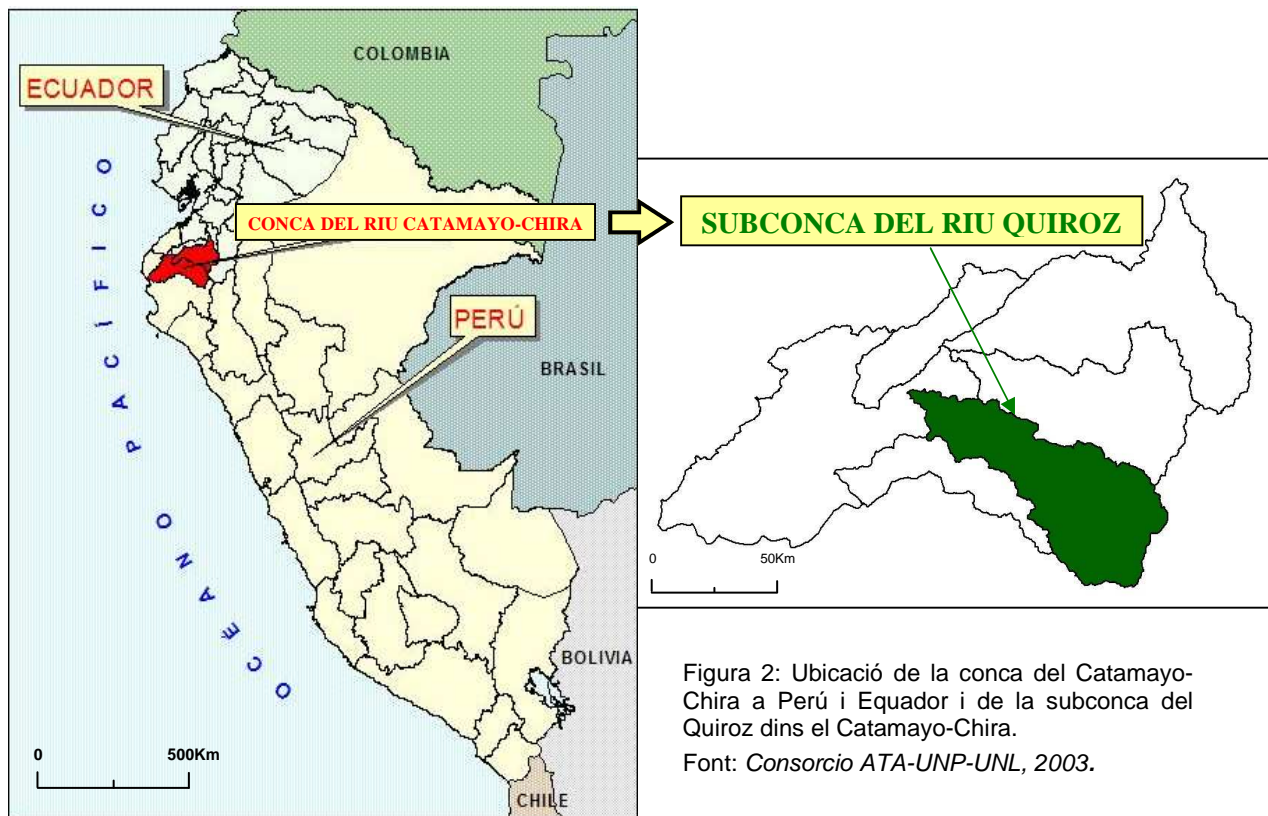 COLOMBIA
ECUADOR
OCÉANO PACÍFICO
CONCA DEL RIU CATAMAYO-CHIRA
SUBCONCA DEL RIU QUIROZ
PERÚ
BRASIL
BOLIVIA
CHILE
0 500Km
0 50Km
Figura 2: Ubicació de la conca del Catamayo-
Chira a Perú i Equador i de la subconca del
Quiroz dins el Catamayo-Chira.
Font: Consorcio ATA-UNP-UNL, 2003.